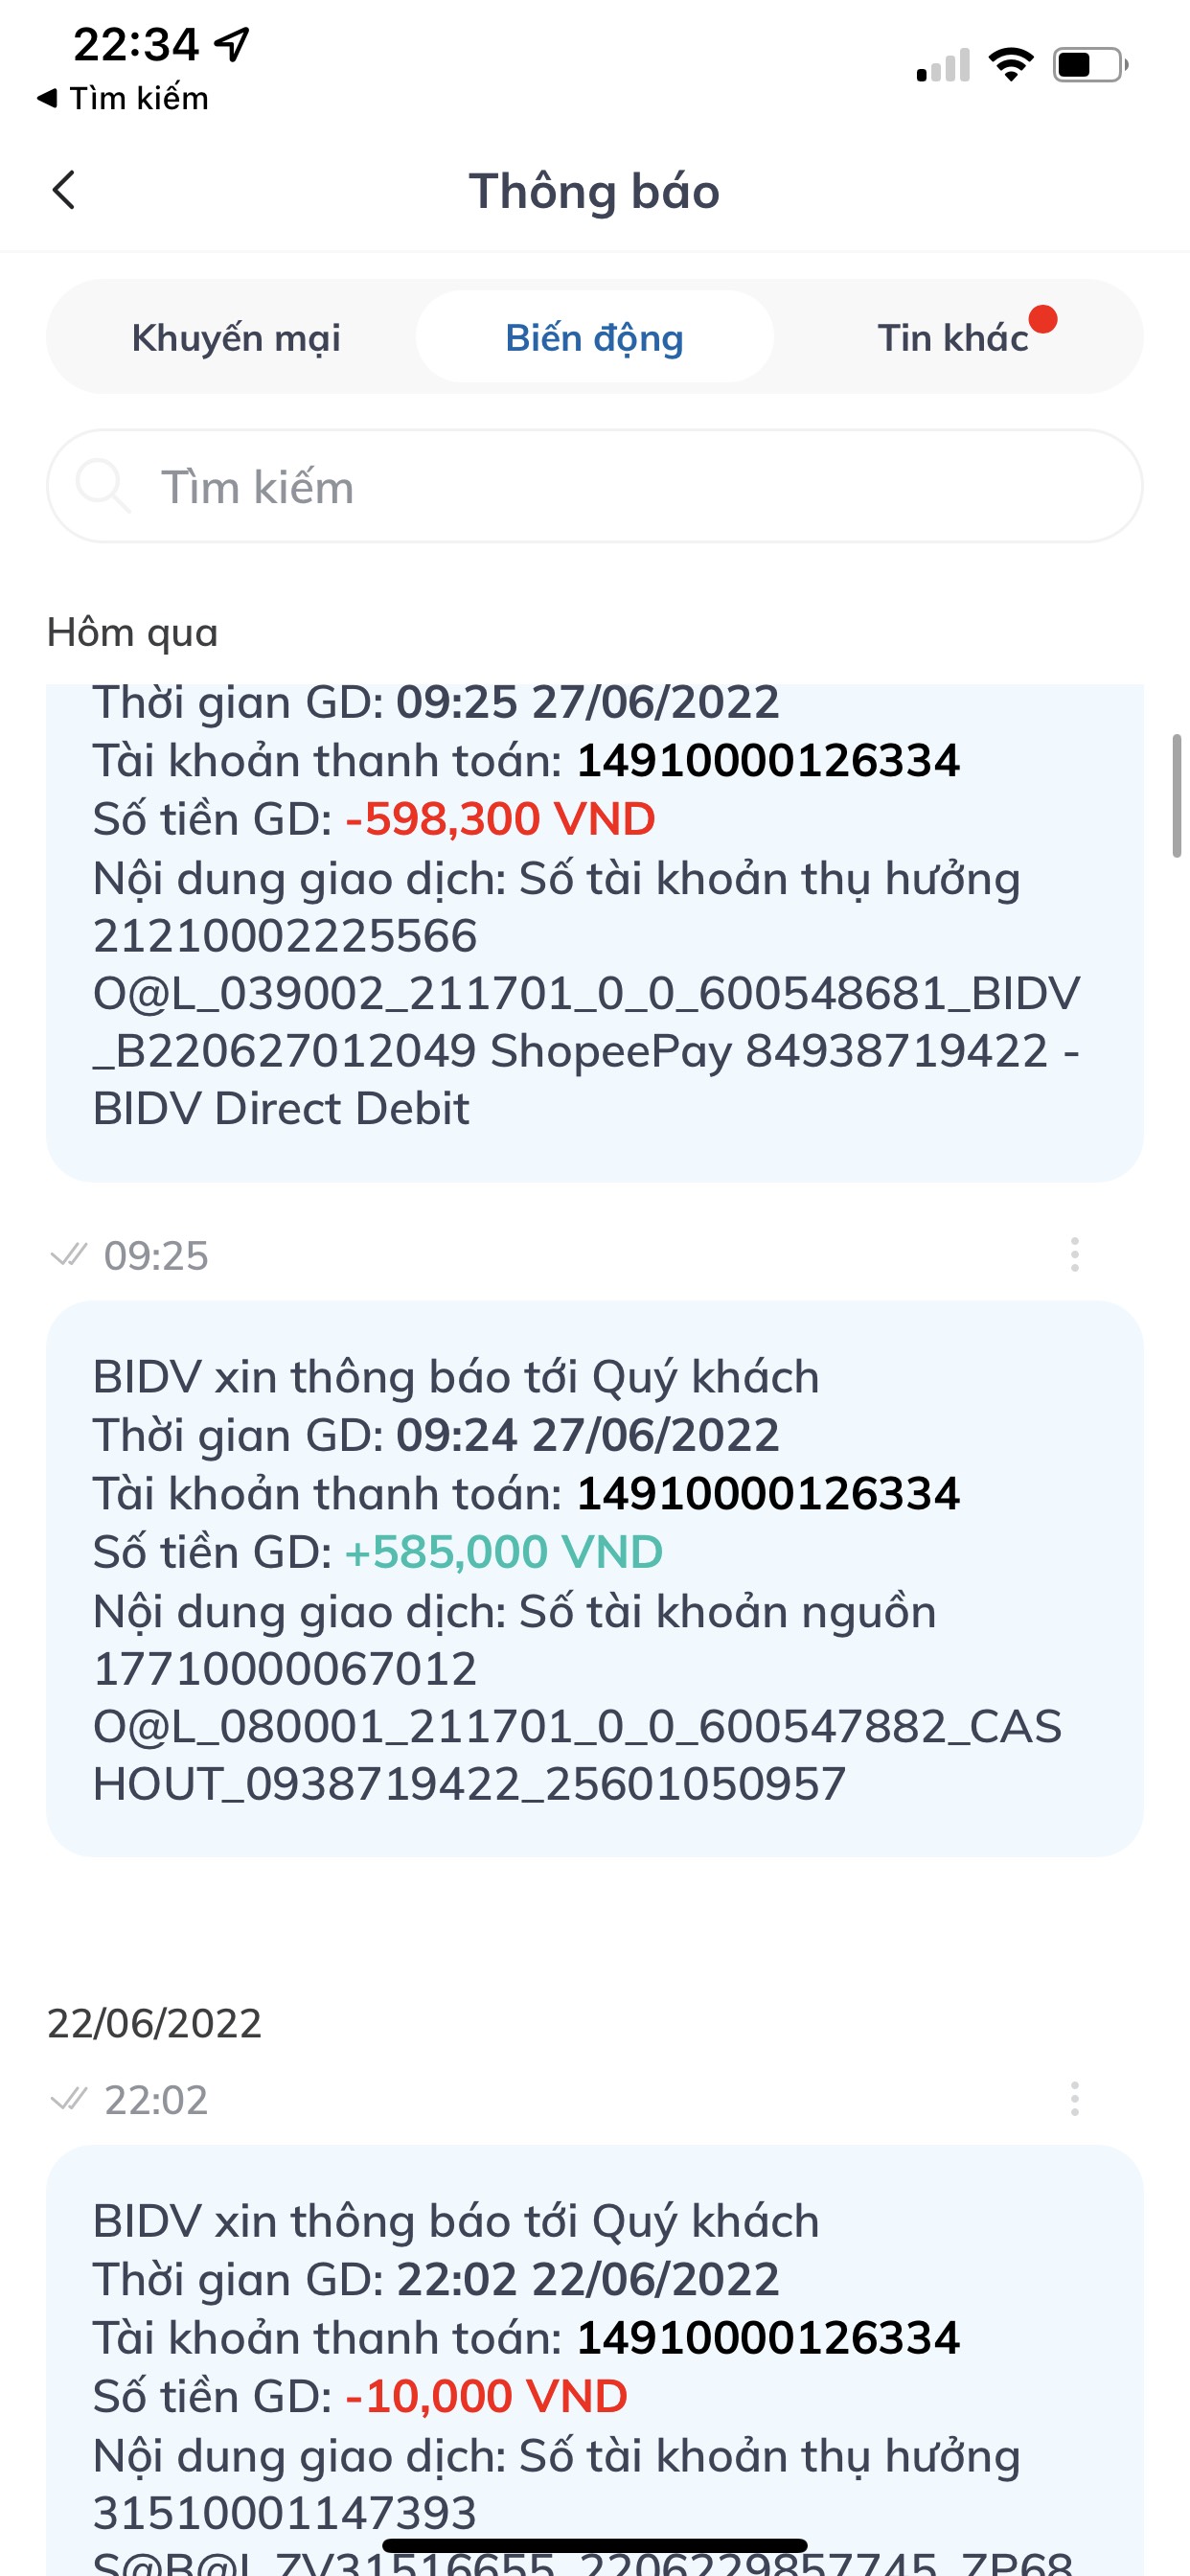 22:34
Tìm kiếm
Thông báo
Khuyến mại
Biến động
Tin khác
Tìm kiếm
Hôm qua
Thời gian GD: 09:25 27/06/2022
Tài khoản thanh toán: 14910000126334
Số tiền GD: -598,300 VND
Nội dung giao dịch: Số tài khoản thụ hưởng
21210002225566
O@L_039002_211701_0_0_600548681_BIDV
_B220627012049 ShopeePay 84938719422 -
BIDV Direct Debit
09:25
BIDV xin thông báo tới Quý khách
Thời gian GD: 09:24 27/06/2022
Tài khoản thanh toán: 14910000126334
Số tiền GD: +585,000 VND
Nội dung giao dịch: Số tài khoản nguồn
17710000067012
O@L_080001_211701_0_0_600547882_CAS
HOUT_0938719422_25601050957
22/06/2022
22:02
BIDV xin thông báo tới Quý khách
Thời gian GD: 22:02 22/06/2022
Tài khoản thanh toán: 14910000126334
Số tiền GD: -10,000 VND
Nội dung giao dịch: Số tài khoản thụ hưởng
31510001147393
S@B@L_ZV31516655_2206229857745_ZP68